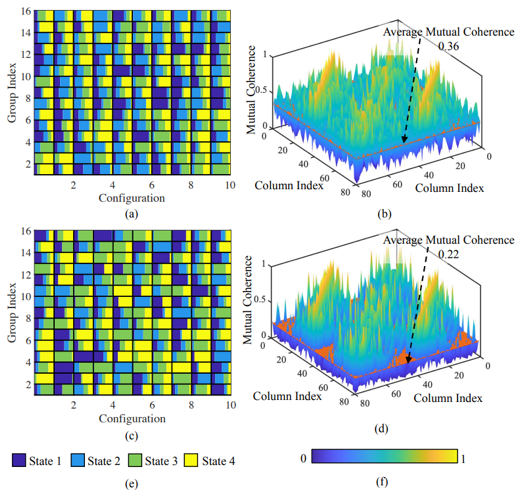 16
14
12
10
8
6
4
2
Group Index
2 4 6 8 10
Configuration
(a)
Average Mutual Coherence
0.36
Mutual Coherence
1
0.5
0
0
20
40
60
80
Column Index
80
60
40
20
0
Column Index
(b)
16
14
12
10
8
6
4
2
Group Index
2 4 6 8 10
Configuration
(c)
Average Mutual Coherence
0.22
Mutual Coherence
1
0.5
0
0
20
40
60
80
Column Index
80
60
40
20
0
Column Index
(d)
State 1 State 2 State 3 State 4
(e)
0 1
(f)